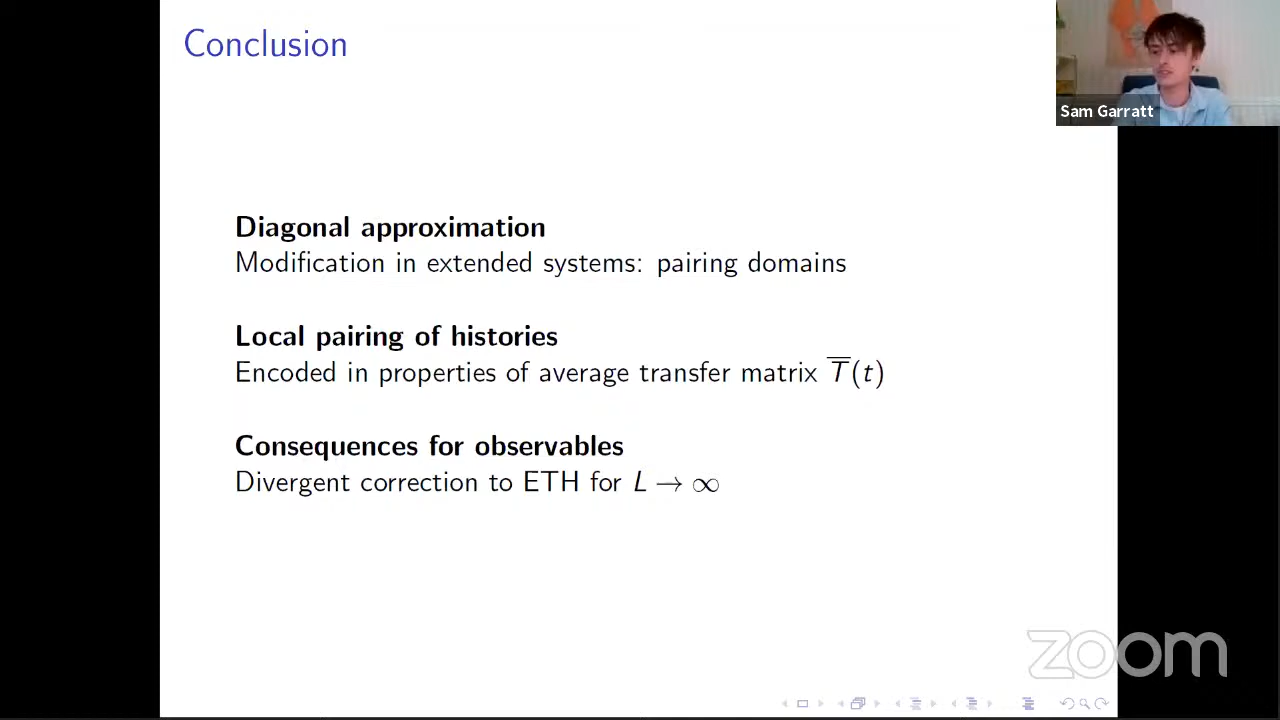 Conclusion
Sam Garratt
Diagonal approximation
Modification in extended systems: pairing domains
Local pairing of histories
Encoded in properties of average transfer matrix T̅(t)
Consequences for observables
Divergent correction to ETH for L → ∞
zoom